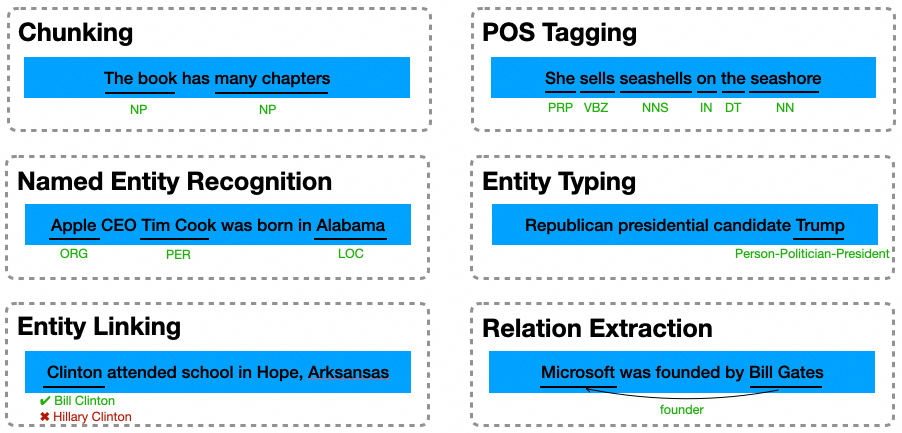 Chunking
The book has many chapters
NP NP
POS Tagging
She sells seashells on the seashore
PRP VBZ NNS IN DT NN
Named Entity Recognition
Apple CEO Tim Cook was born in Alabama
ORG PER LOC
Entity Typing
Republican presidential candidate Trump
Person-Politician-President
Entity Linking
Clinton attended school in Hope, Arksansas
✔ Bill Clinton
✖ Hillary Clinton
Relation Extraction
Microsoft was founded by Bill Gates
founder